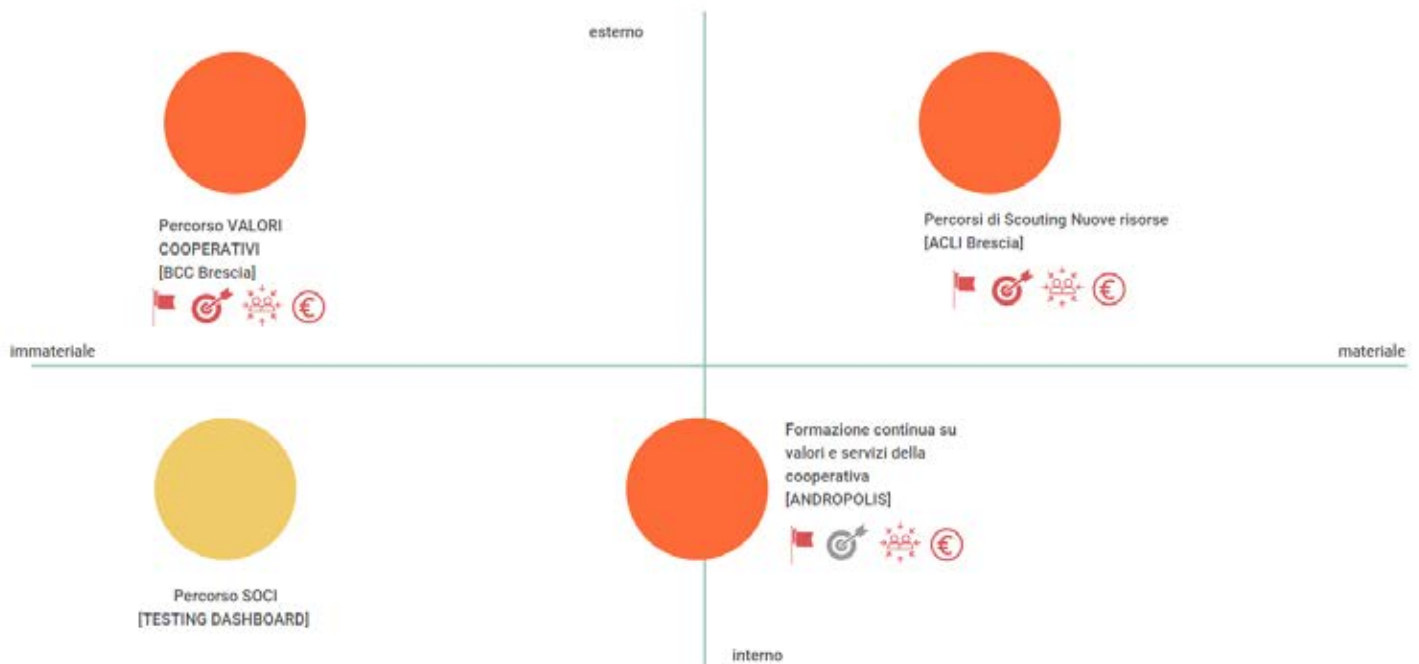 esterno
Percorso VALORI
COOPERATIVI
[BCC Brescia]
Percorsi di Scouting Nuove risorse
[ACLI Brescia]
immateriale
materiale
Formazione continua su
valori e servizi della
cooperativa
[ANDROPOLIS]
Percorso SOCI
[TESTING DASHBOARD]
interno